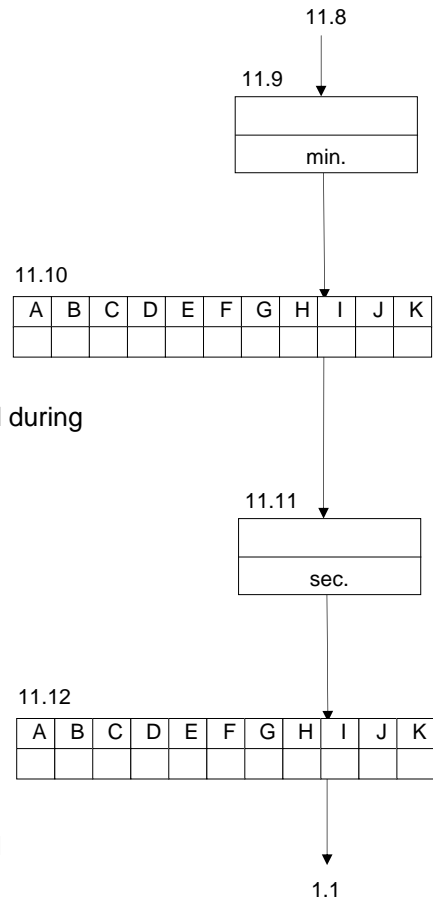 11.8
11.9
min.
11.10
A B C D E F G H I J K
during
11.11
sec.
11.12
A B C D E F G H I J K
1.1